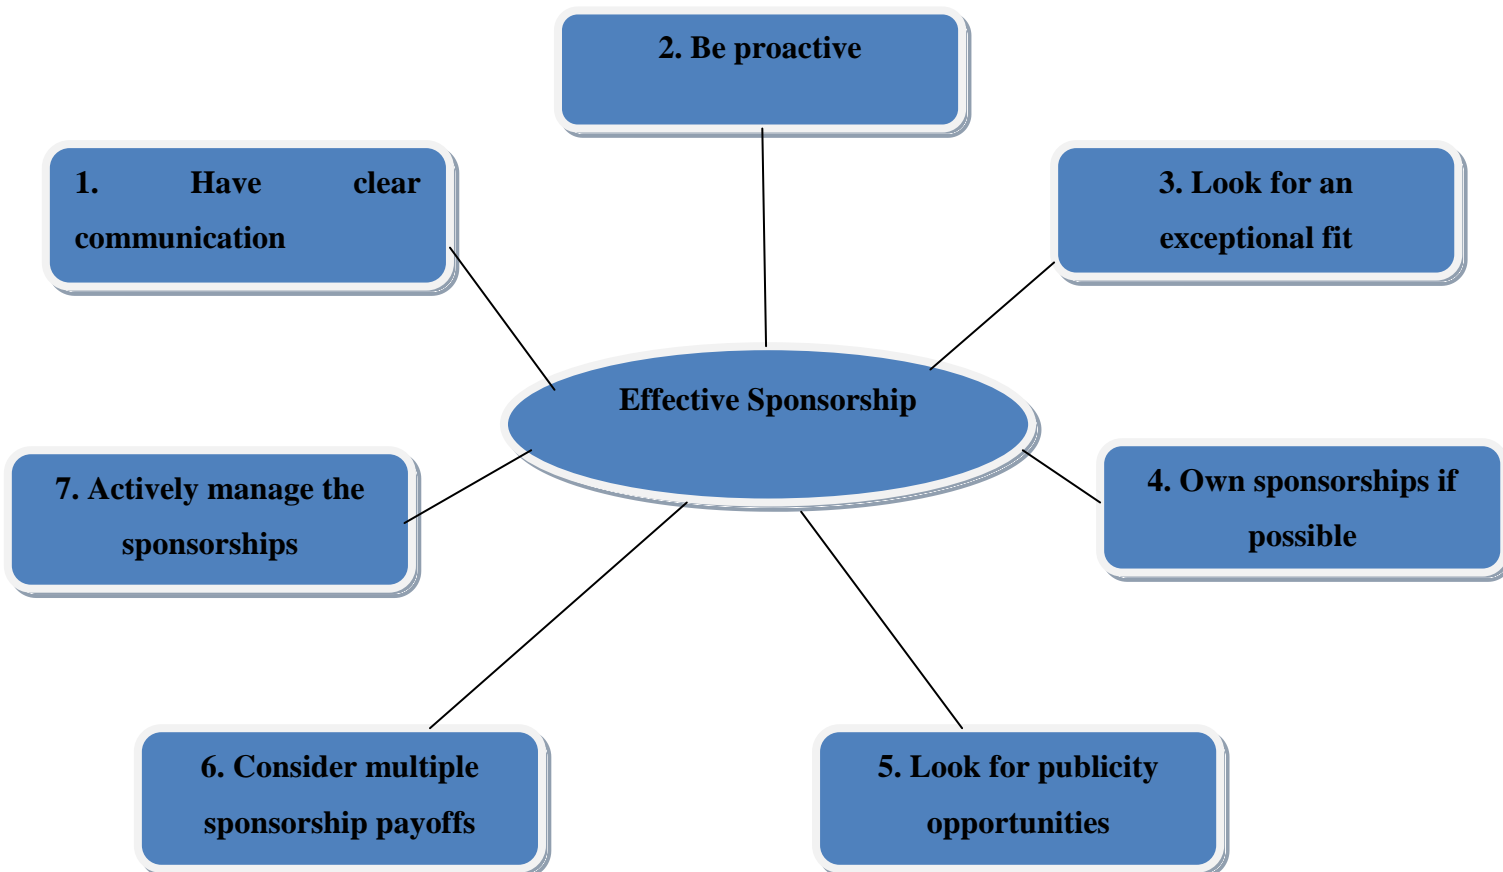 2. Be proactive
1. Have clear
communication
3. Look for an
exceptional fit
Effective Sponsorship
7. Actively manage the
sponsorships
4. Own sponsorships if
possible
6. Consider multiple
sponsorship payoffs
5. Look for publicity
opportunities